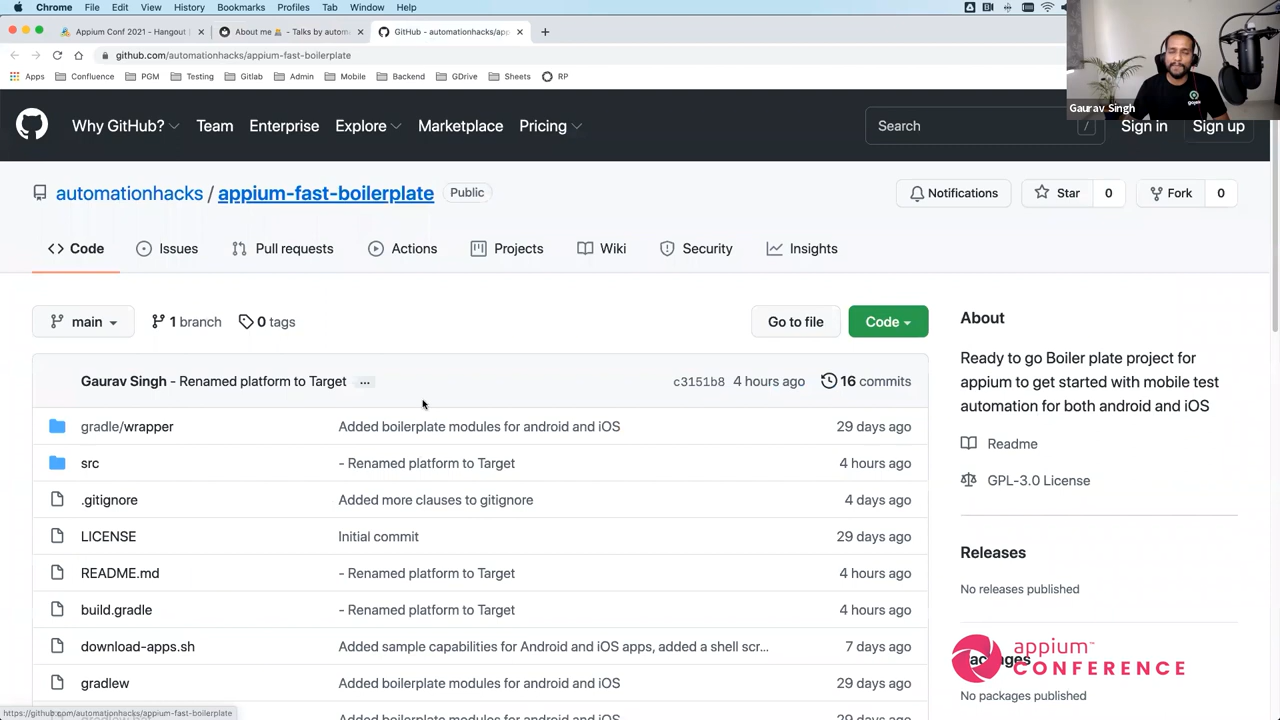 Chrome File Edit View History Bookmarks Profiles Tab Window Help
Appium Conf 2021 - Hangout About me - Talks by autom GitHub - automationhacks/app
github.com/automationhacks/appium-fast-boilerplate
Apps Confluence PGM Testing Gitlab Admin Mobile Backend GDrive Sheets RP
Gaurav Singh
Why GitHub? Team Enterprise Explore Marketplace Pricing Search / Sign in Sign up
automationhacks / appium-fast-boilerplate Public Notifications Star 0 Fork 0
Code Issues Pull requests Actions Projects Wiki Security Insights
main 1 branch 0 tags Go to file Code
Gaurav Singh - Renamed platform to Target ... c3151b8 4 hours ago 16 commits
gradle/wrapper Added boilerplate modules for android and iOS 29 days ago
src - Renamed platform to Target 4 hours ago
.gitignore Added more clauses to gitignore 4 days ago
LICENSE Initial commit 29 days ago
README.md - Renamed platform to Target 4 hours ago
build.gradle - Renamed platform to Target 4 hours ago
download-apps.sh Added sample capabilities for Android and iOS apps, added a shell scr... 7 days ago
gradlew Added boilerplate modules for android and iOS 29 days ago
About
Ready to go Boiler plate project for
appium to get started with mobile test
automation for both android and iOS
Readme
GPL-3.0 License
Releases
No releases published
Packages
appium™
CONFERENCE
No packages published
https://github.com/automationhacks/appium-fast-boilerplate